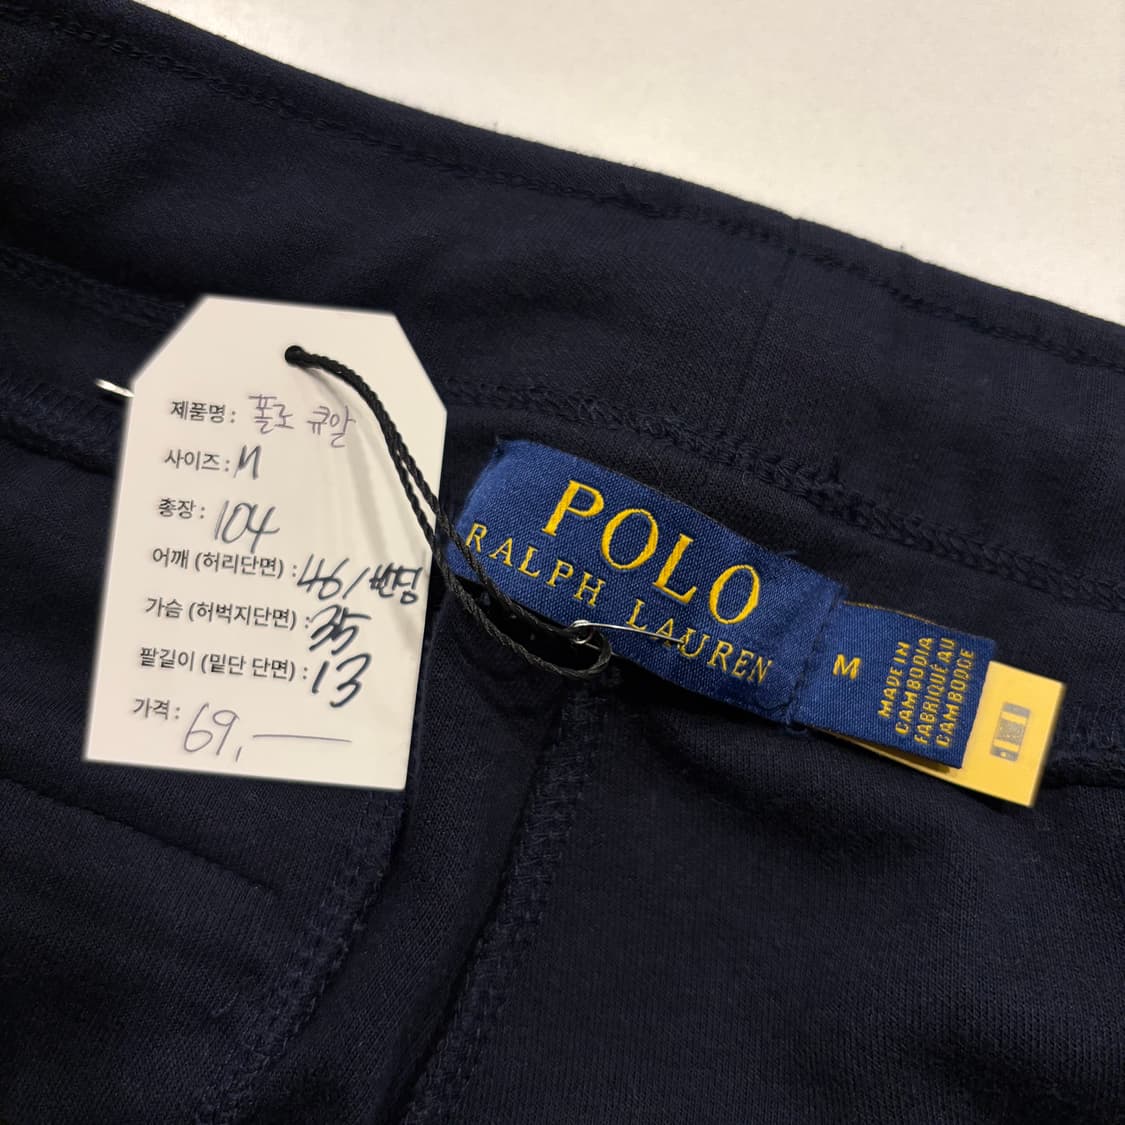 제품명 : 폴로 큐알
사이즈 : M
총장 : 104
어깨 (허리단면) : 46/밴딩
가슴 (허벅지단면) : 35
팔길이 (밑단 단면) : 13
가격 : 69,—
POLO
RALPH LAUREN
M
MADE IN
CAMBODIA
FABRIQUÉ AU
CAMBODGE